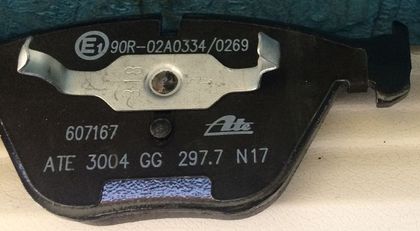 E1 90R-02A0334/0269
607167 Ate
ATE 3004 GG 297.7 N17